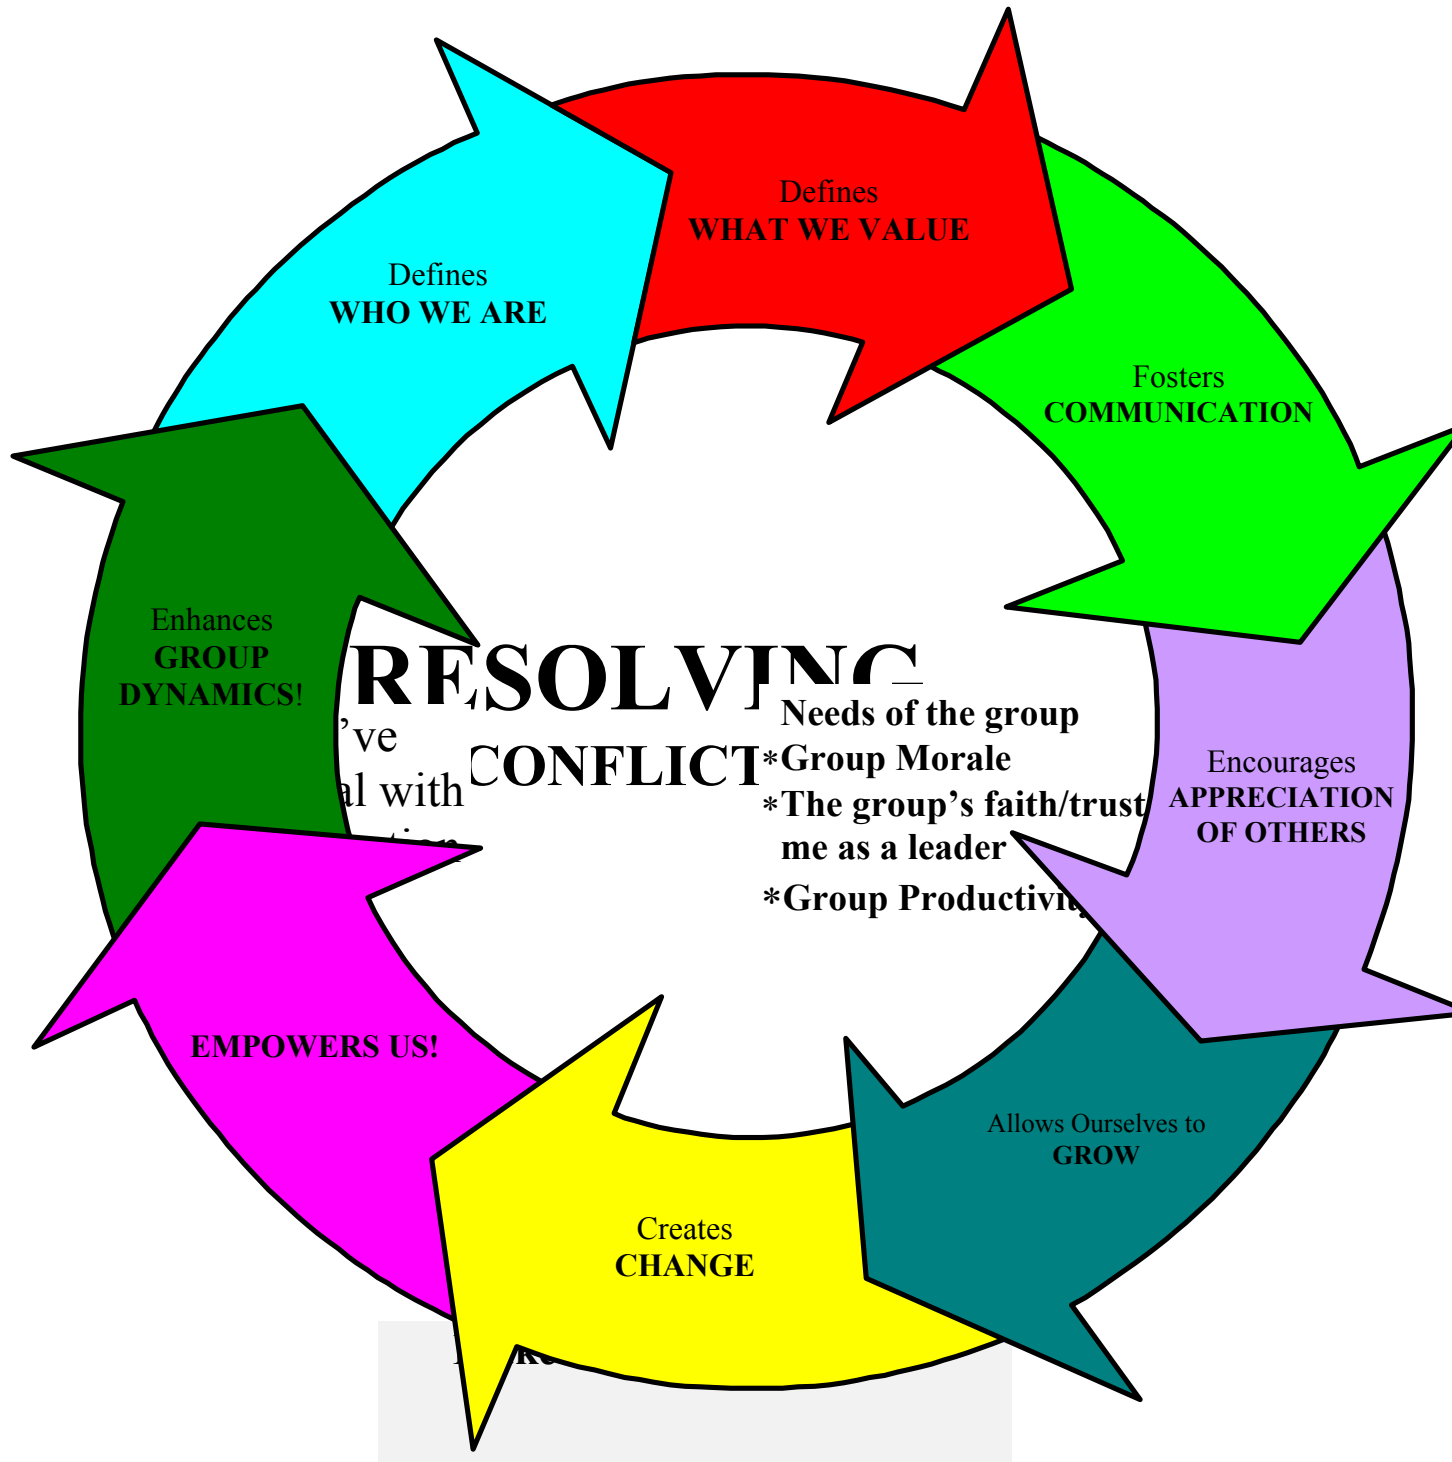 Defines
WHAT WE VALUE
Defines
WHO WE ARE
Fosters
COMMUNICATION
Enhances
GROUP
DYNAMICS!
RESOLVING
CONFLICT
’ve
with
Needs of the group
*Group Morale
*The group’s faith/trust
me as a leader
*Group Productivity
Encourages
APPRECIATION
OF OTHERS
EMPOWERS US!
Allows Ourselves to
GROW
Creates
CHANGE